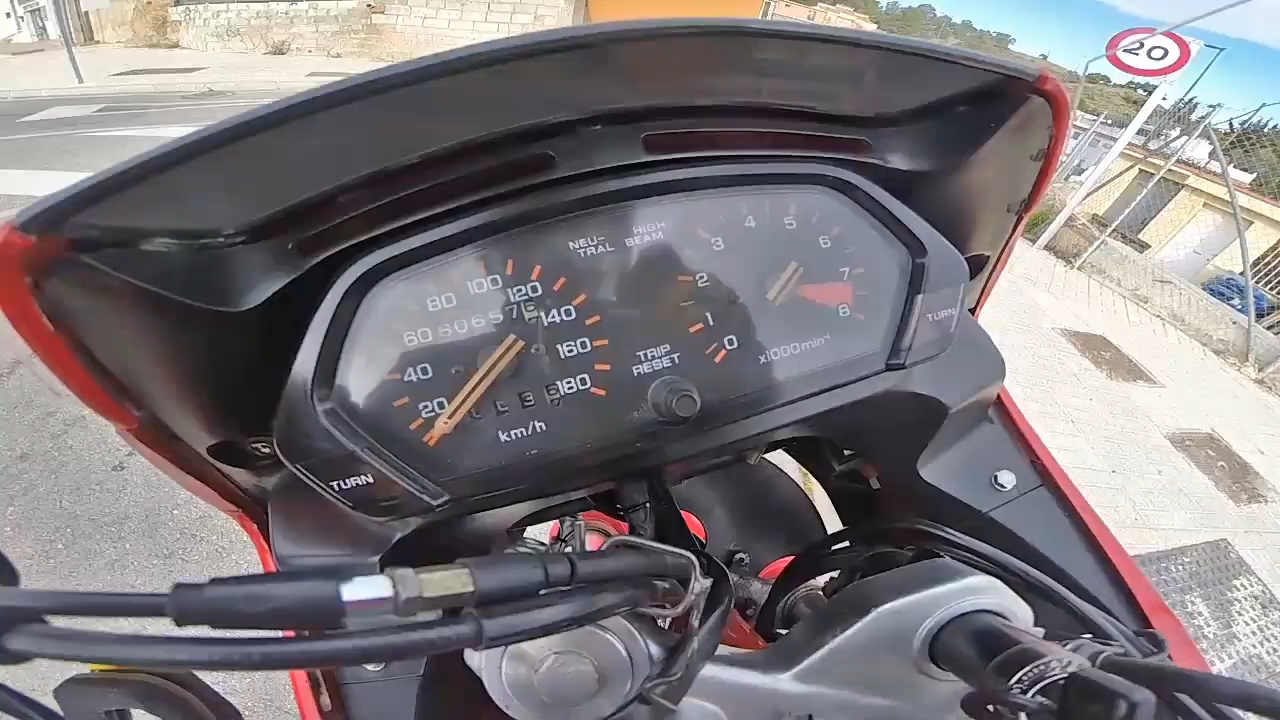 20
NEU-
TRAL
HIGH
BEAM
20
40
60
80
100
120
140
160
180
km/h
TRIP
RESET
0
1
2
3
4
5
6
7
8
x1000min⁻¹
TURN
TURN